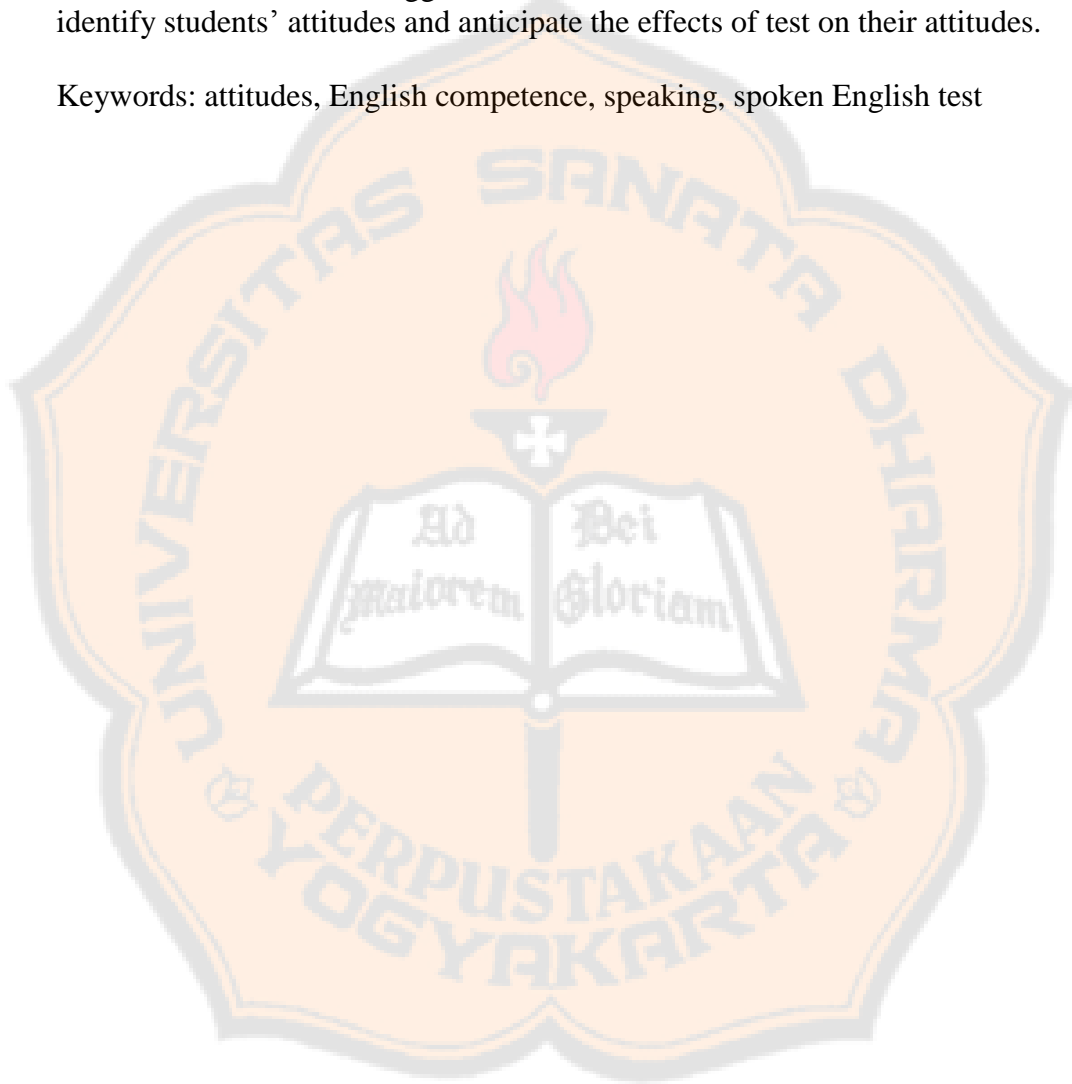 identify students’ attitudes and anticipate the effects of test on their attitudes.
Keywords: attitudes, English competence, speaking, spoken English test
UNIVERSITAS SANATA DHARMA
Ad Dei
Maiorem Gloriam
PERPUSTAKAAN
YOGYAKARTA